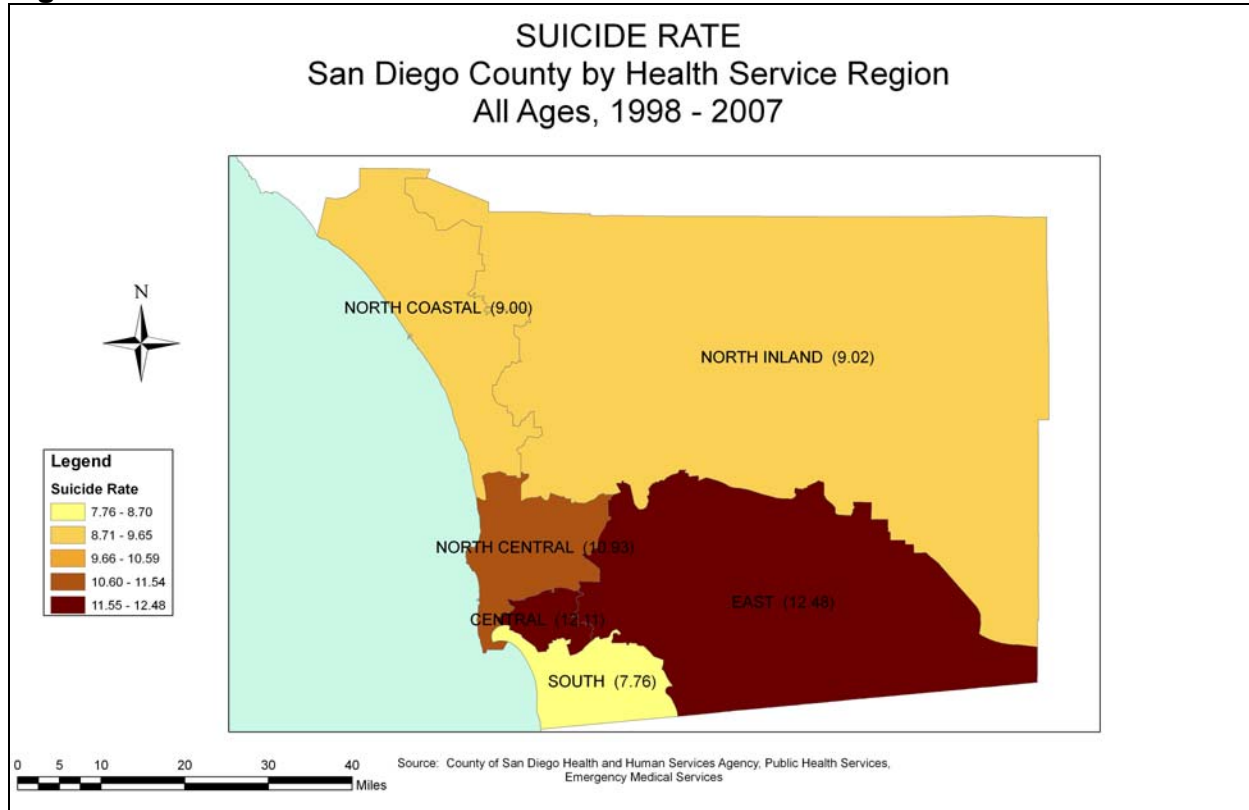 SUICIDE RATE
San Diego County by Health Service Region
All Ages, 1998 - 2007
N
NORTH COASTAL (9.00)
NORTH INLAND (9.02)
NORTH CENTRAL (10.93)
EAST (12.48)
CENTRAL (12.11)
SOUTH (7.76)
Legend
Suicide Rate
7.76 - 8.70
8.71 - 9.65
9.66 - 10.59
10.60 - 11.54
11.55 - 12.48
0 5 10 20 30 40
Miles
Source: County of San Diego Health and Human Services Agency, Public Health Services,
Emergency Medical Services